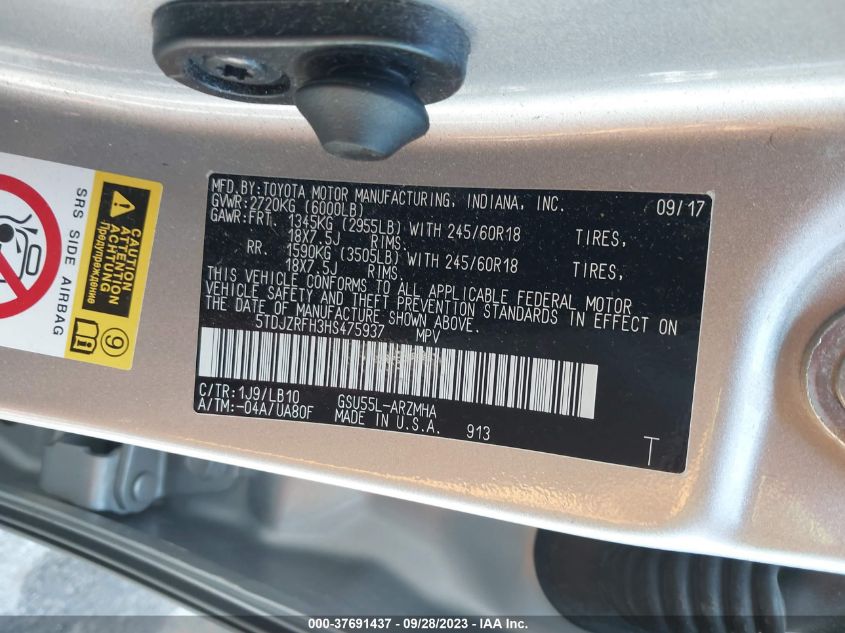 MFD.BY:TOYOTA MOTOR MANUFACTURING, INDIANA, INC. 09/17
GVWR:2720KG (6000LB)
GAWR:FRT. 1345KG (2955LB) WITH 245/60R18 TIRES,
18X7.5J RIMS.
RR. 1590KG (3505LB) WITH 245/60R18 TIRES,
18X7.5J RIMS.
THIS VEHICLE CONFORMS TO ALL APPLICABLE FEDERAL MOTOR
VEHICLE SAFETY AND THEFT PREVENTION STANDARDS IN EFFECT ON
THE DATE OF MANUFACTURE SHOWN ABOVE.
5TDJZRFH3HS475937 MPV
C/TR:1J9/LB10 GSU55L-ARZMHA
A/TM:-04A/UA80F MADE IN U.S.A. 913
T
SRS SIDE AIRBAG
ATTENTION
ACHTUNG
Предупреждение
i
9
000-37691437 - 09/28/2023 - IAA Inc.